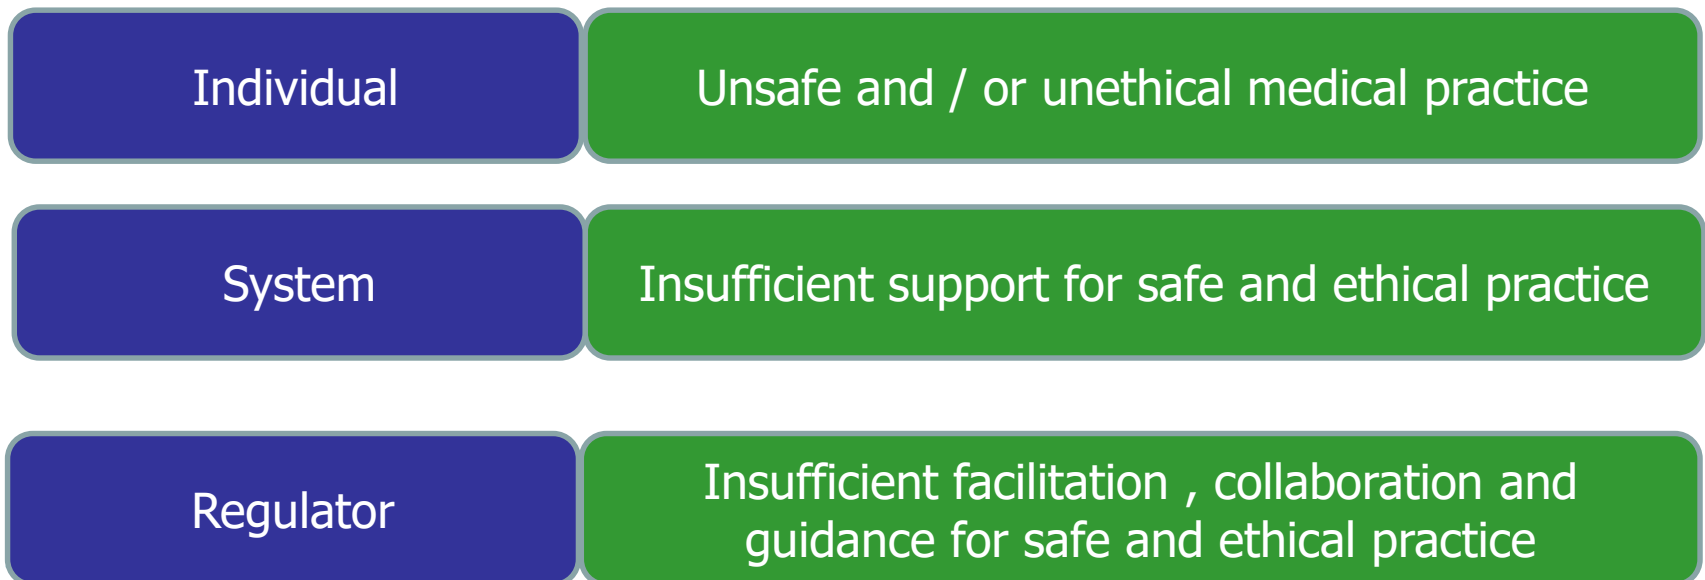 Individual
Unsafe and / or unethical medical practice
System
Insufficient support for safe and ethical practice
Regulator
Insufficient facilitation , collaboration and
guidance for safe and ethical practice